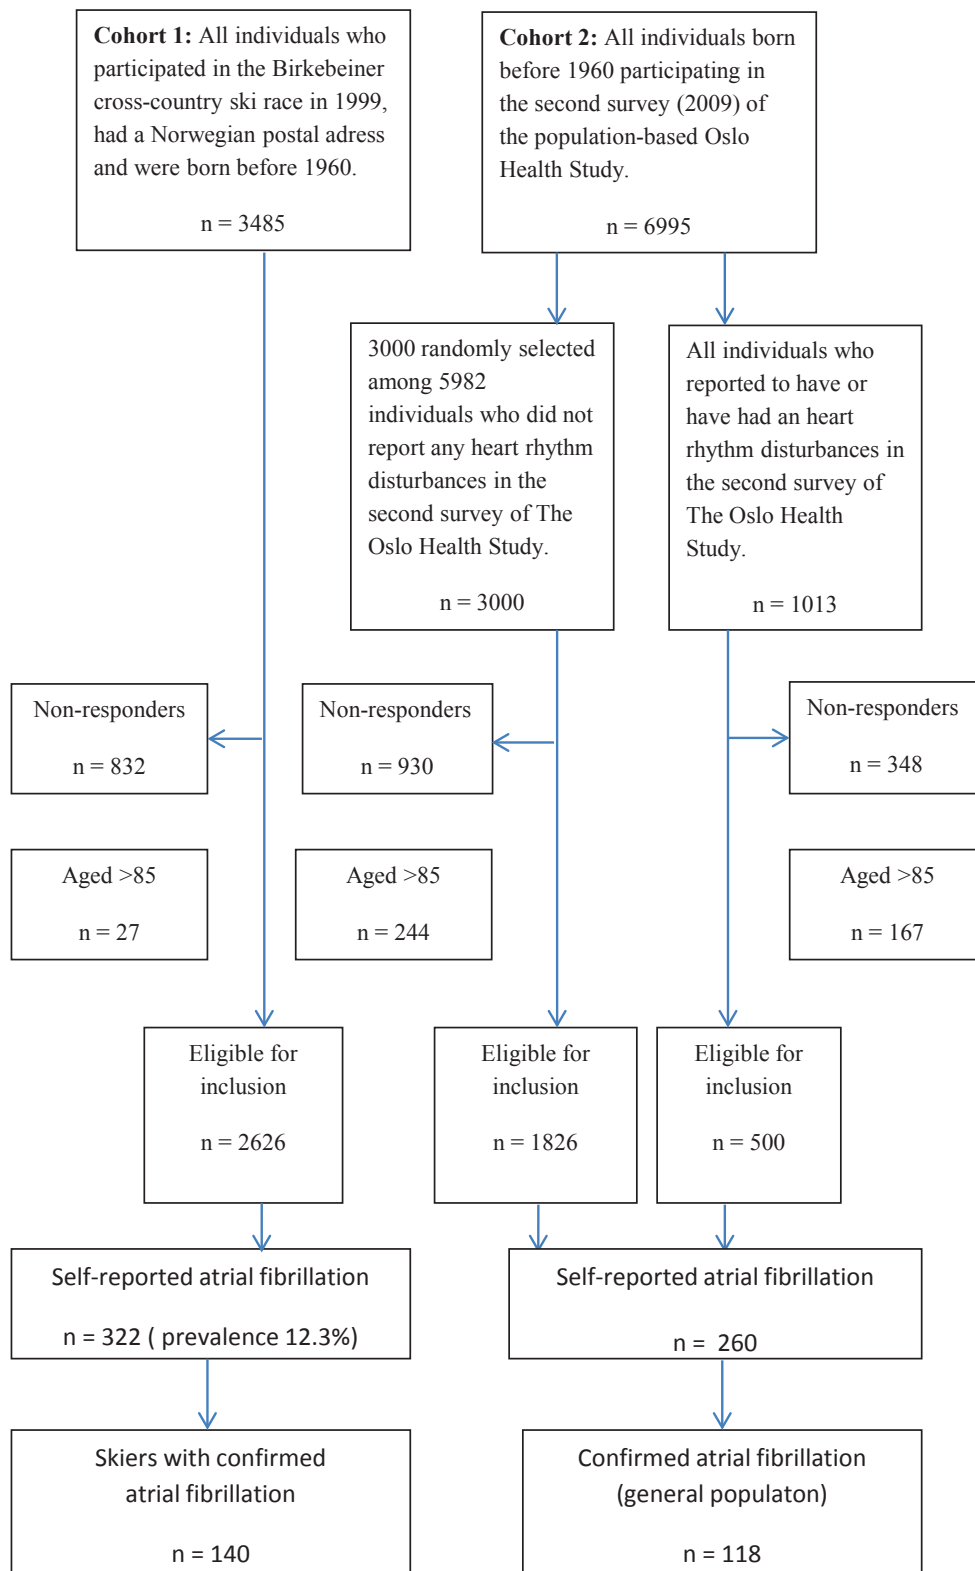 Cohort 1: All individuals who
participated in the Birkebeiner
cross-country ski race in 1999,
had a Norwegian postal adress
and were born before 1960.
n = 3485
Cohort 2: All individuals born
before 1960 participating in
the second survey (2009) of
the population-based Oslo
Health Study.
n = 6995
3000 randomly selected
among 5982
individuals who did not
report any heart rhythm
disturbances in the
second survey of The
Oslo Health Study.
n = 3000
All individuals who
reported to have or
have had an heart
rhythm disturbances in
the second survey of
The Oslo Health
Study.
n = 1013
Non-responders
n = 832
Non-responders
n = 930
Non-responders
n = 348
Aged >85
n = 27
Aged >85
n = 244
Aged >85
n = 167
Eligible for
inclusion
n = 2626
Eligible for
inclusion
n = 1826
Eligible for
inclusion
n = 500
Self-reported atrial fibrillation
n = 322 ( prevalence 12.3%)
Self-reported atrial fibrillation
n = 260
Skiers with confirmed
atrial fibrillation
n = 140
Confirmed atrial fibrillation
(general populaton)
n = 118